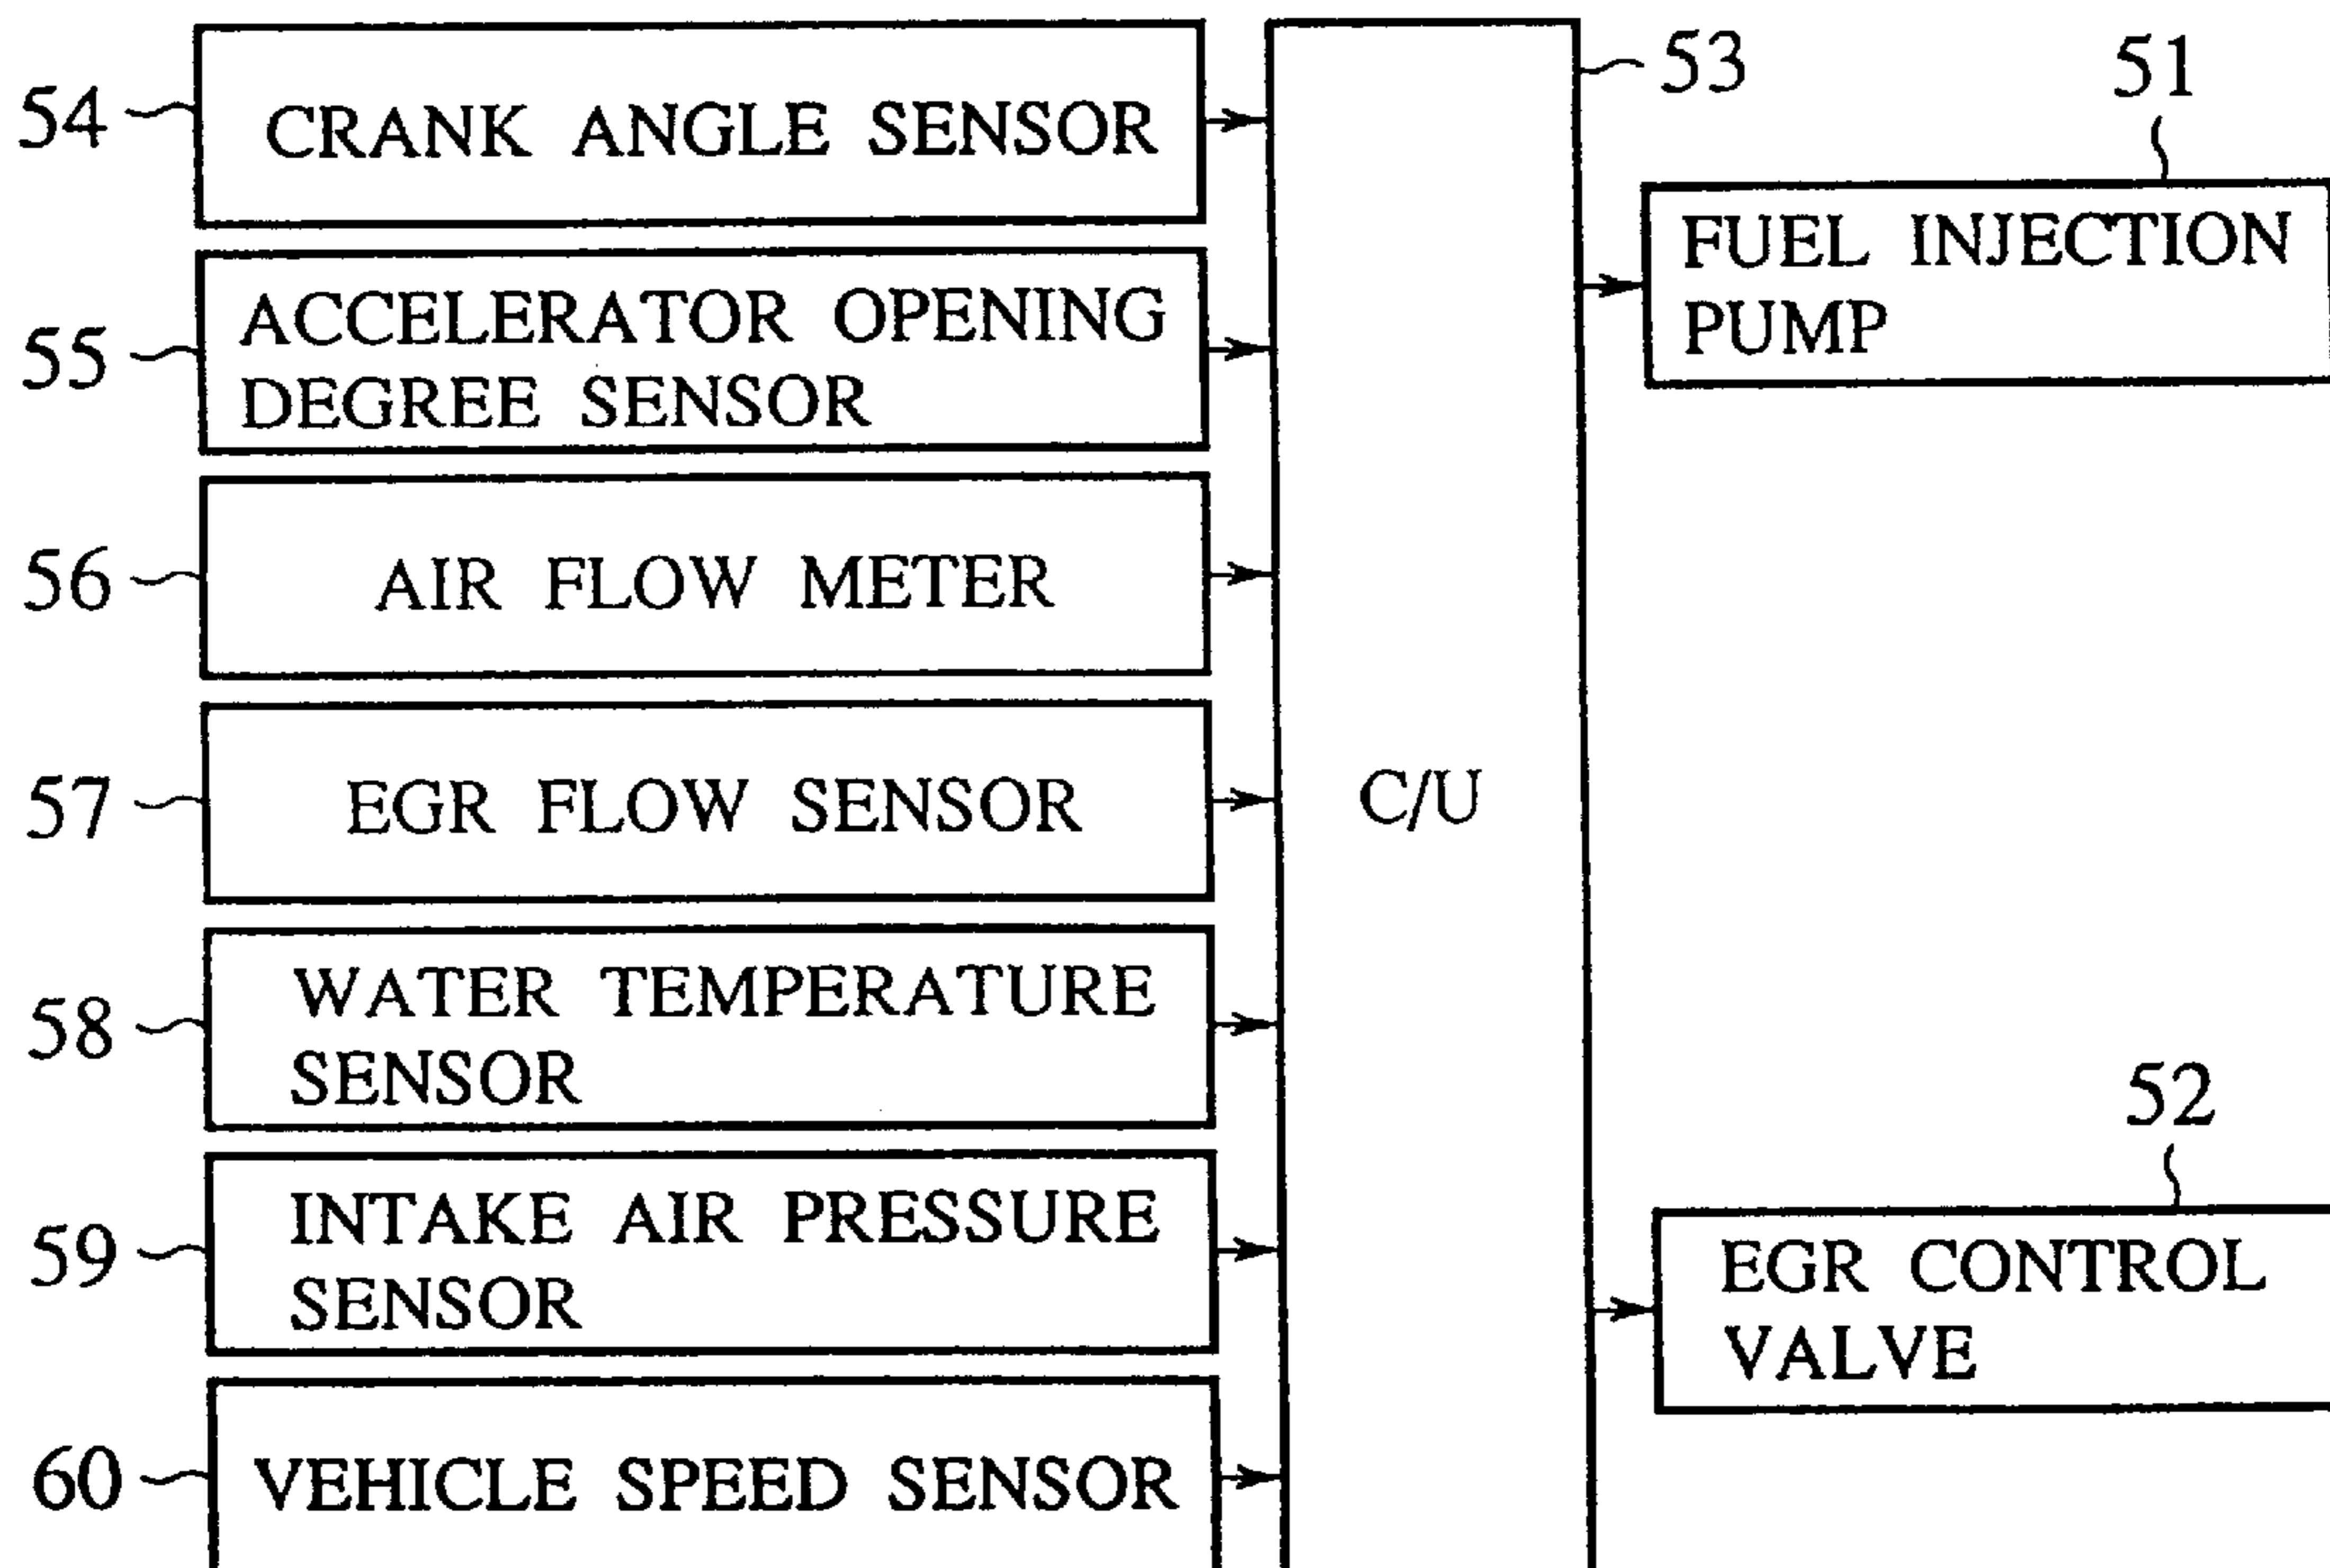 54
CRANK ANGLE SENSOR
55
ACCELERATOR OPENING
DEGREE SENSOR
56
AIR FLOW METER
57
EGR FLOW SENSOR
58
WATER TEMPERATURE
SENSOR
59
INTAKE AIR PRESSURE
SENSOR
60
VEHICLE SPEED SENSOR
53
C/U
51
FUEL INJECTION
PUMP
52
EGR CONTROL
VALVE